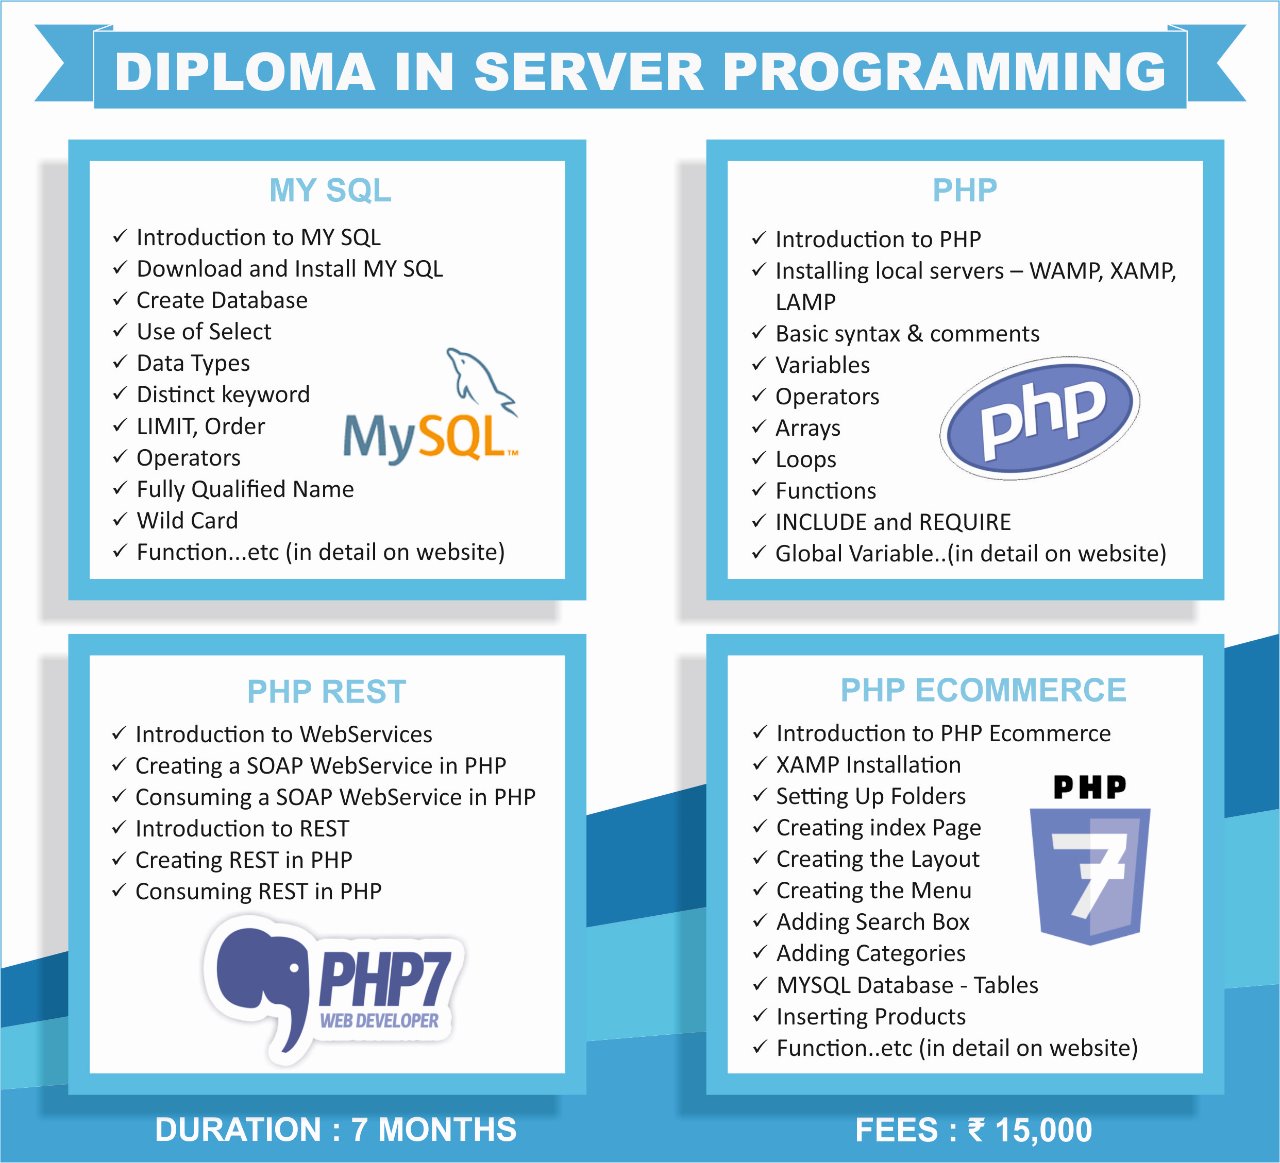 DIPLOMA IN SERVER PROGRAMMING
MY SQL
✓ Introduction to MY SQL
✓ Download and Install MY SQL
✓ Create Database
✓ Use of Select
✓ Data Types
✓ Distinct keyword
✓ LIMIT, Order
✓ Operators
✓ Fully Qualified Name
✓ Wild Card
✓ Function...etc (in detail on website)
MySQL™
PHP
✓ Introduction to PHP
✓ Installing local servers – WAMP, XAMP,
LAMP
✓ Basic syntax & comments
✓ Variables
✓ Operators
✓ Arrays
✓ Loops
✓ Functions
✓ INCLUDE and REQUIRE
✓ Global Variable..(in detail on website)
php
PHP REST
✓ Introduction to WebServices
✓ Creating a SOAP WebService in PHP
✓ Consuming a SOAP WebService in PHP
✓ Introduction to REST
✓ Creating REST in PHP
✓ Consuming REST in PHP
PHP7
WEB DEVELOPER
PHP ECOMMERCE
✓ Introduction to PHP Ecommerce
✓ XAMP Installation
✓ Setting Up Folders
✓ Creating index Page
✓ Creating the Layout
✓ Creating the Menu
✓ Adding Search Box
✓ Adding Categories
✓ MYSQL Database - Tables
✓ Inserting Products
✓ Function..etc (in detail on website)
PHP
7
DURATION : 7 MONTHS
FEES : ₹ 15,000